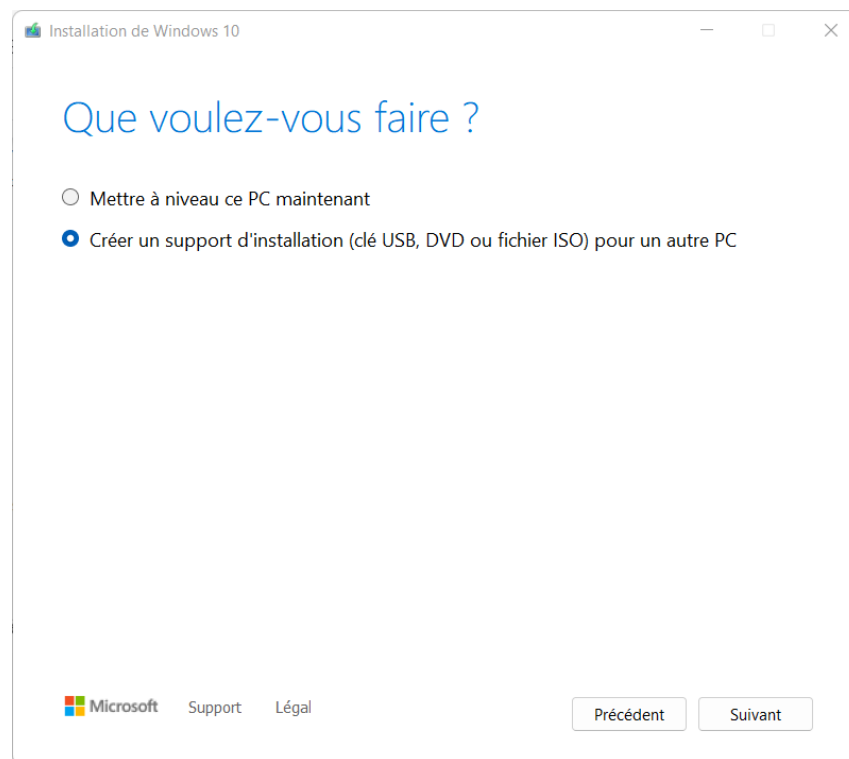 Installation de Windows 10
Que voulez-vous faire ?
Mettre à niveau ce PC maintenant
Créer un support d'installation (clé USB, DVD ou fichier ISO) pour un autre PC
Microsoft Support Légal Précédent Suivant